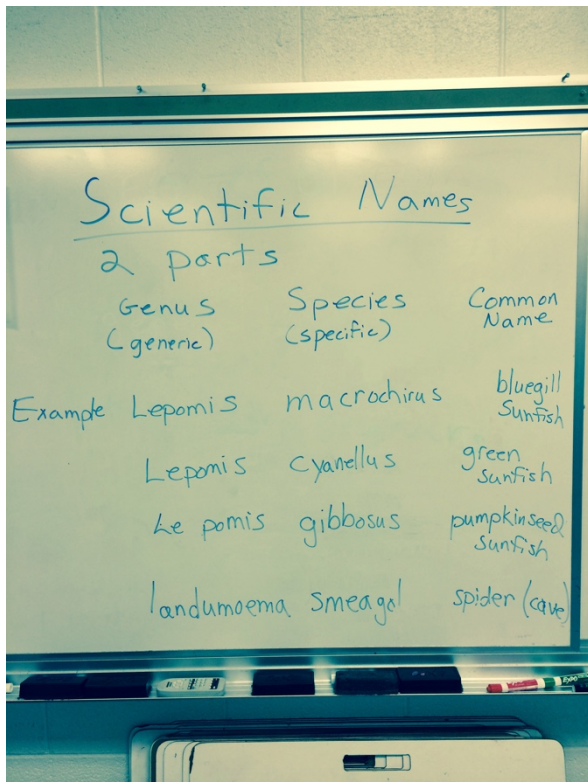 Scientific Names
2 parts
Genus Species Common Name
(generic) (specific)
Example Lepomis macrochirus bluegill Sunfish
Lepomis cyanellus green sunfish
Le pomis gibbosus pumpkinseed sunfish
landumoema smeagol spider (cave)